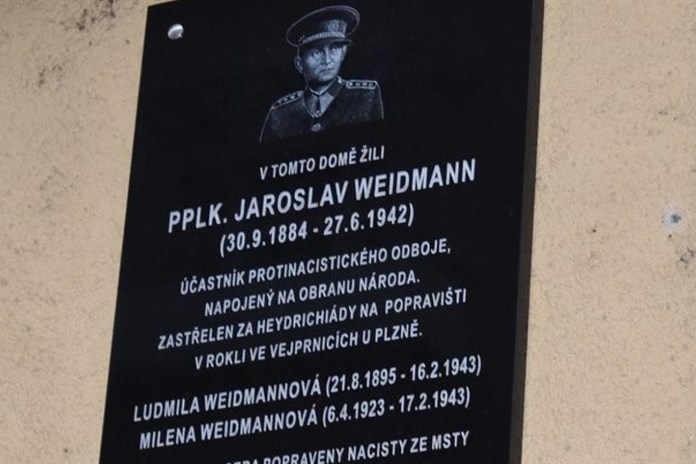 V TOMTO DOMĚ ŽILI
PPLK. JAROSLAV WEIDMANN
(30.9.1884 - 27.6.1942)
ÚČASTNÍK PROTINACISTICKÉHO ODBOJE,
NAPOJENÝ NA OBRANU NÁRODA.
ZASTŘELEN ZA HEYDRICHIÁDY NA POPRAVIŠTI
V ROKLI VE VEJPRNICÍCH U PLZNĚ.
LUDMILA WEIDMANNOVÁ (21.8.1895 - 16.2.1943)
MILENA WEIDMANNOVÁ (6.4.1923 - 17.2.1943)
POPRAVENY NACISTY ZE MSTY